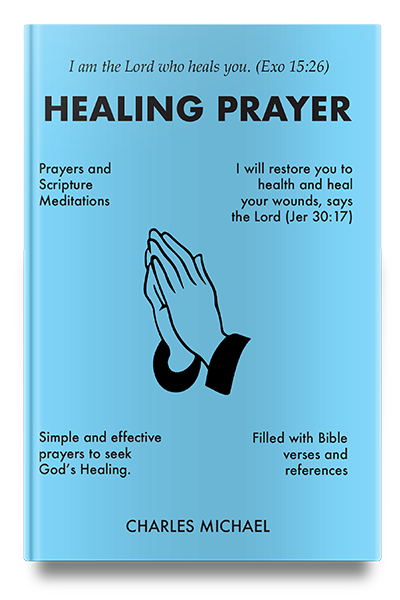 I am the Lord who heals you. (Exo 15:26)
HEALING PRAYER
Prayers and
Scripture
Meditations
I will restore you to
health and heal
your wounds, says
the Lord (Jer 30:17)
Simple and effective
prayers to seek
God's Healing.
Filled with Bible
verses and
references
CHARLES MICHAEL